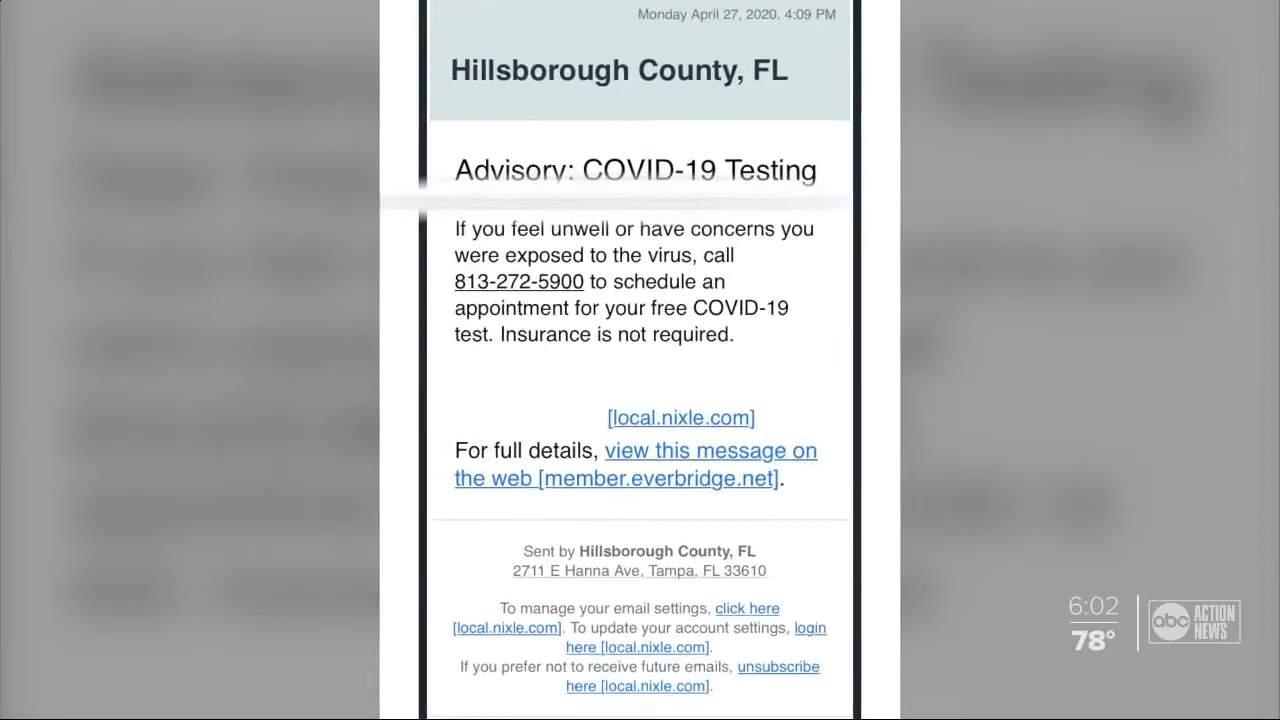 Monday April 27, 2020, 4:09 PM
Hillsborough County, FL
Advisory: COVID-19 Testing
If you feel unwell or have concerns you
were exposed to the virus, call
813-272-5900 to schedule an
appointment for your free COVID-19
test. Insurance is not required.
[local.nixle.com]
For full details, view this message on
the web [member.everbridge.net].
Sent by Hillsborough County, FL
2711 E Hanna Ave, Tampa, FL 33610
To manage your email settings, click here
[local.nixle.com]. To update your account settings, login
here [local.nixle.com].
If you prefer not to receive future emails, unsubscribe
here [local.nixle.com].
6:02
78°
abc ACTION NEWS